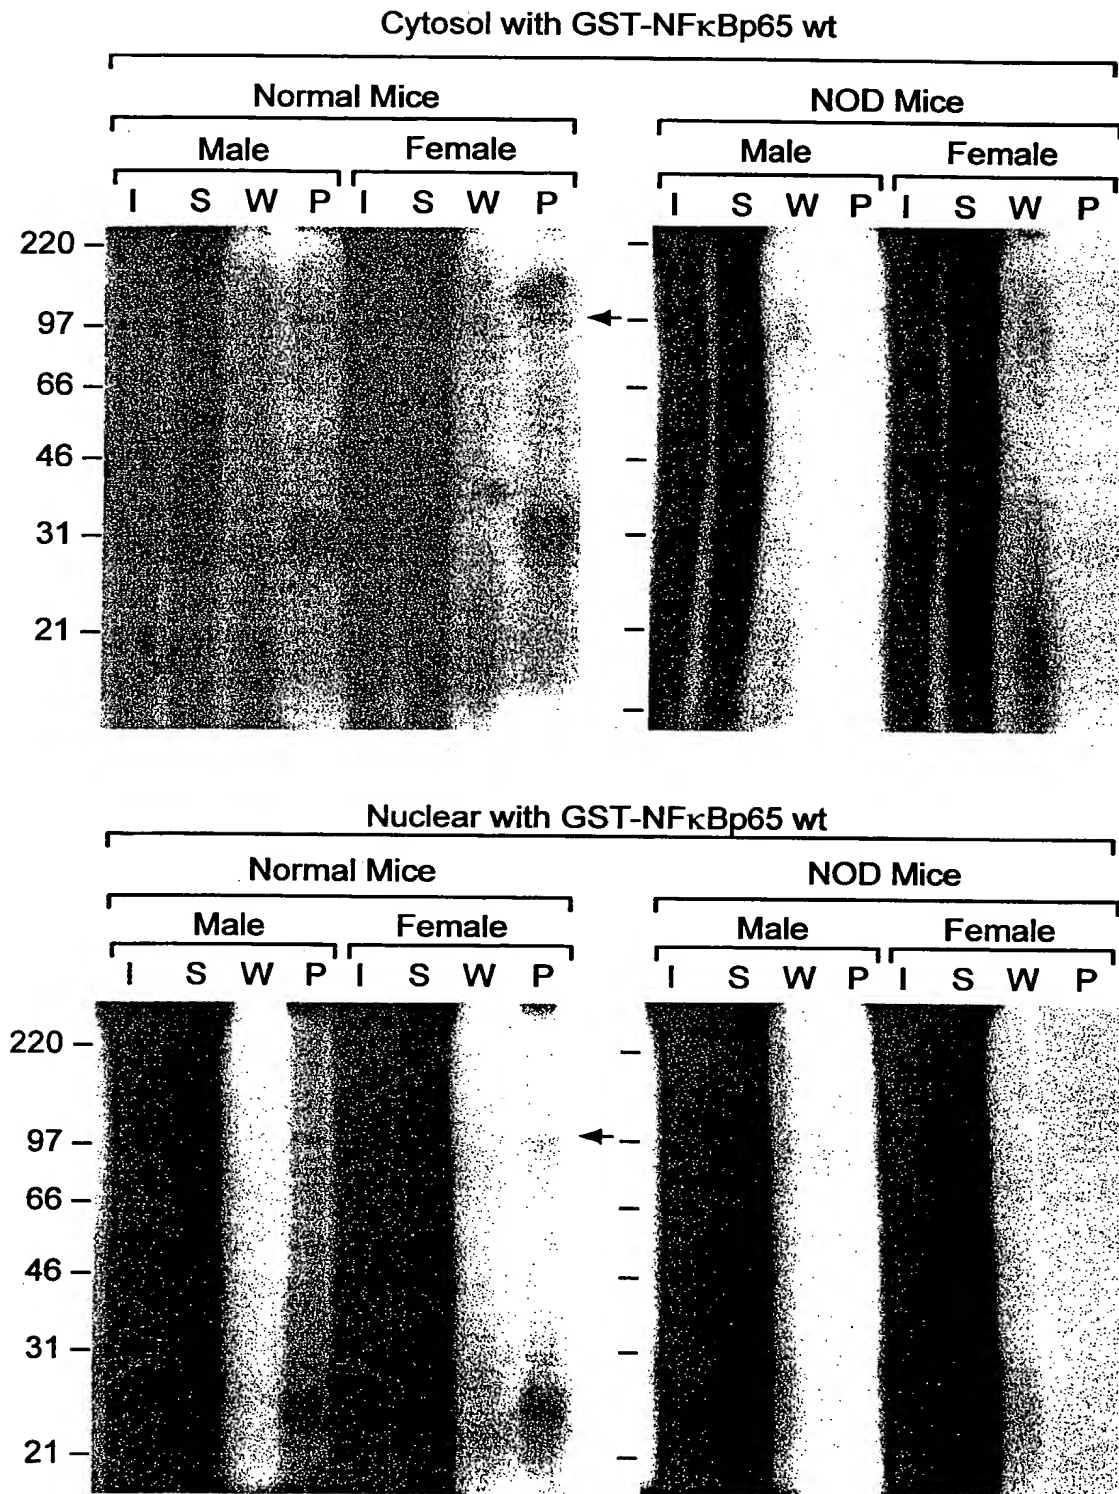 Cytosol with GST-NFκBp65 wt
Normal Mice NOD Mice
Male Female Male Female
I S W P I S W P I S W P I S W P
220
97
66
46
31
21
Nuclear with GST-NFκBp65 wt
Normal Mice NOD Mice
Male Female Male Female
I S W P I S W P I S W P I S W P
220
97
66
46
31
21